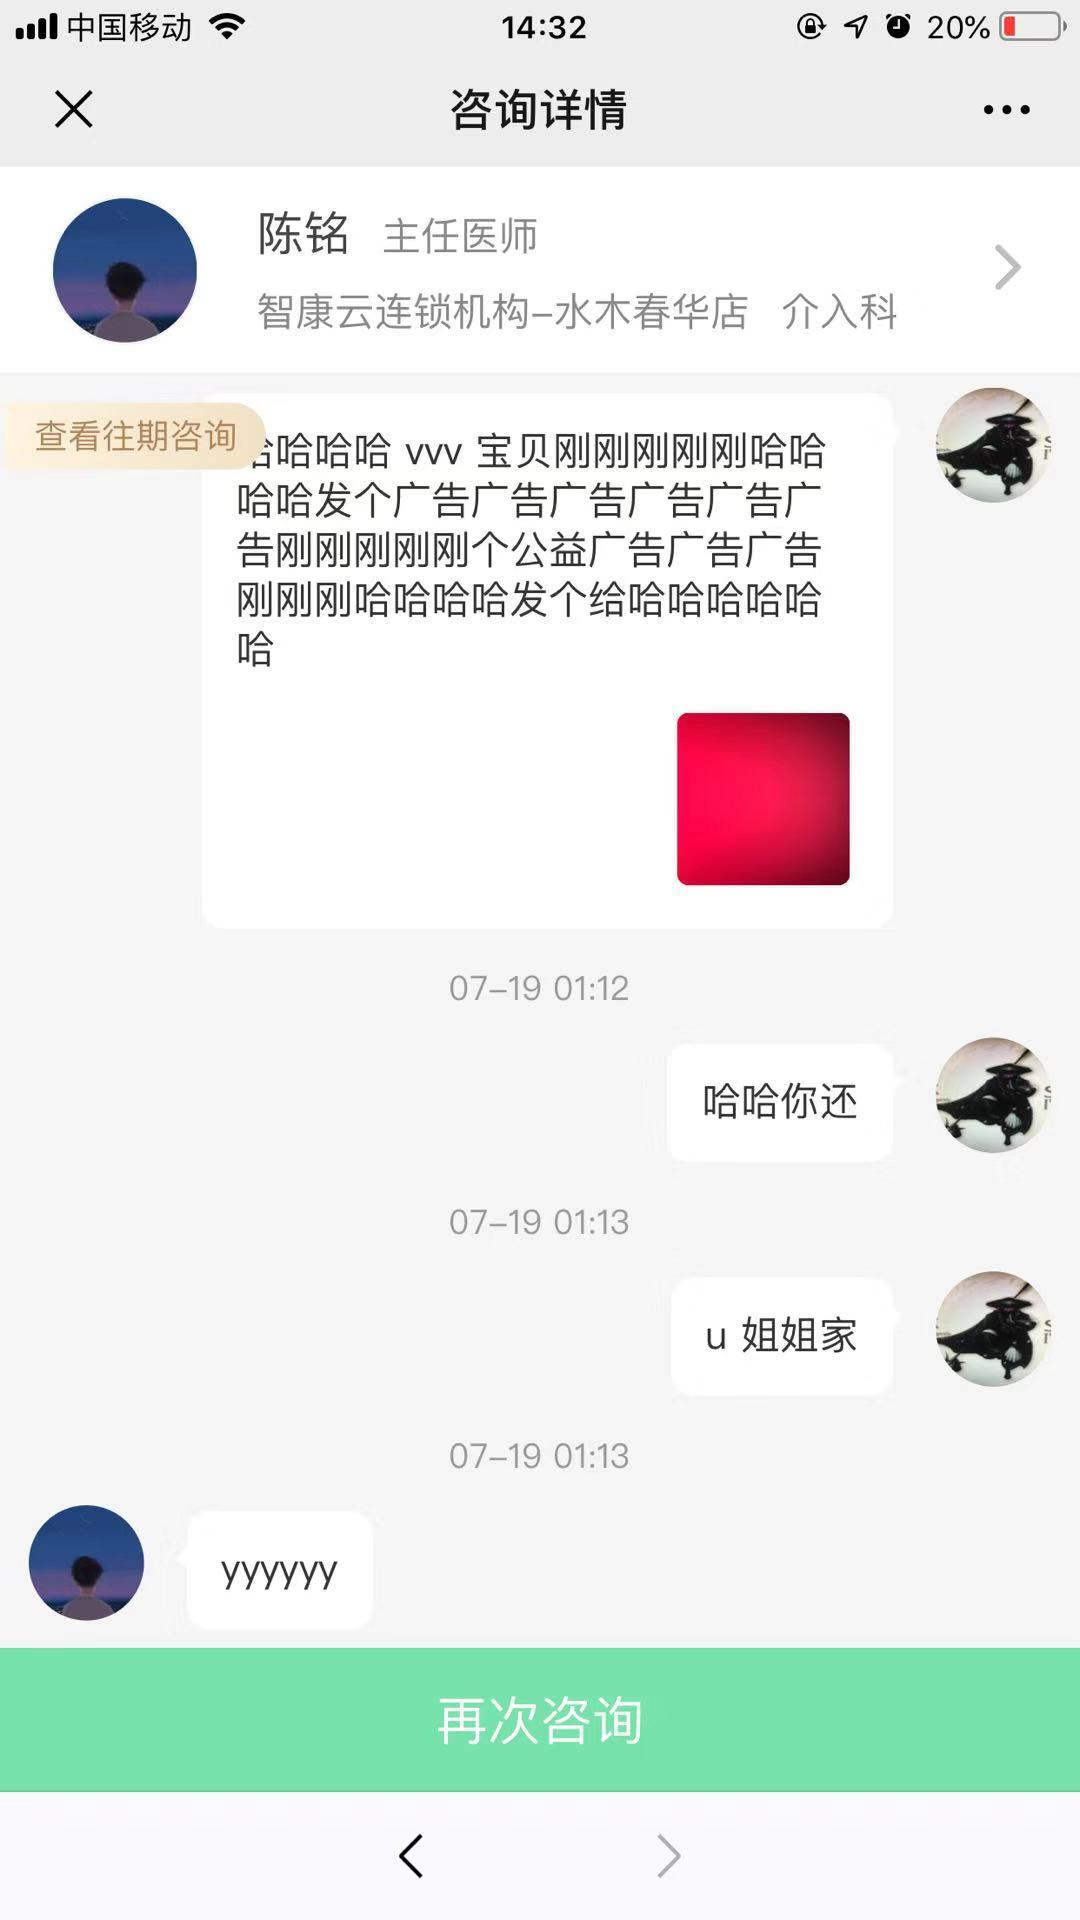 中国移动 14:32 20%
咨询详情
陈铭 主任医师
智康云连锁机构-水木春华店 介入科
查看往期咨询
哈哈哈哈 vvv 宝贝刚刚刚刚刚哈哈
哈哈发个广告广告广告广告广告广
告刚刚刚刚刚个公益广告广告广告
刚刚刚哈哈哈哈发个给哈哈哈哈哈
哈
07-19 01:12
哈哈你还
07-19 01:13
u 姐姐家
07-19 01:13
yyyyyy
再次咨询